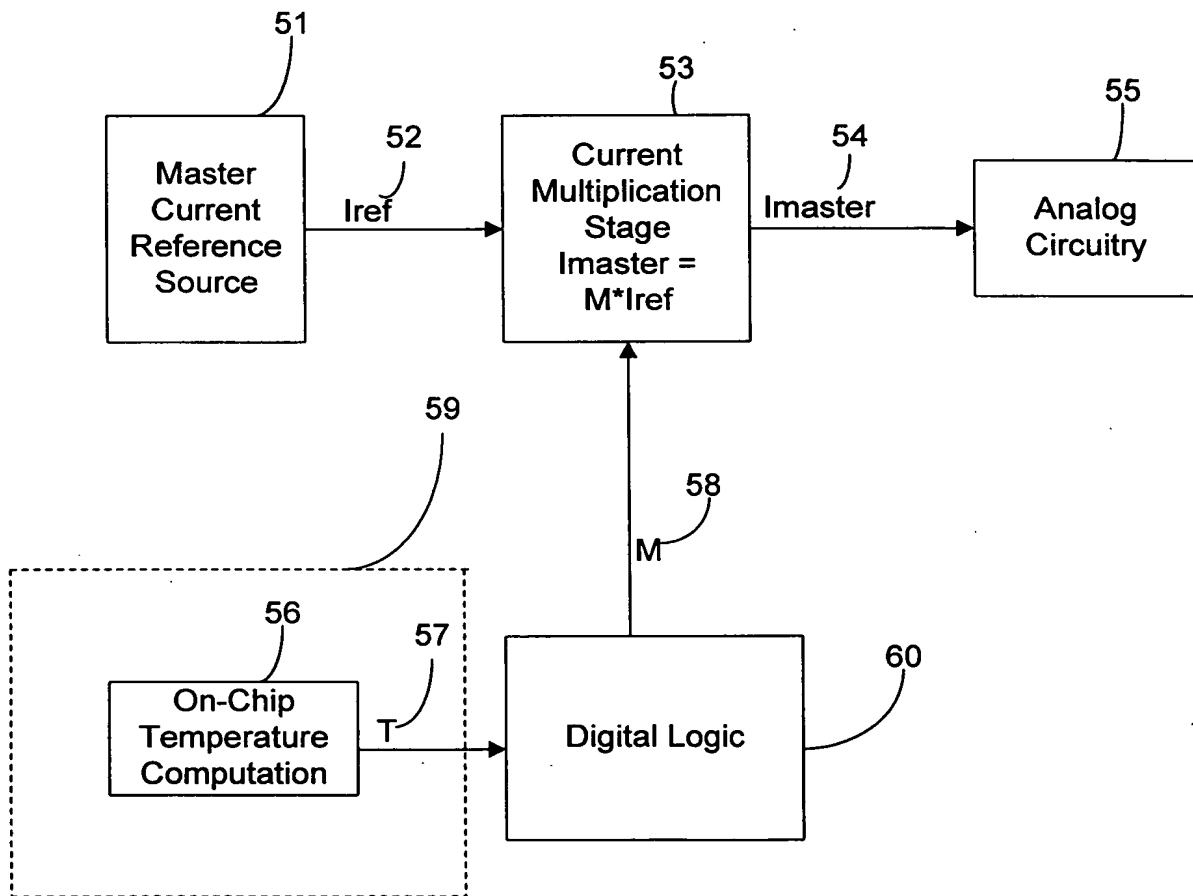 51
53
55
52
54
Master
Current
Reference
Source
Iref
Current
Multiplication
Stage
Imaster =
M*Iref
Imaster
Analog
Circuitry
59
58
M
56
57
60
On-Chip
Temperature
Computation
T
Digital Logic